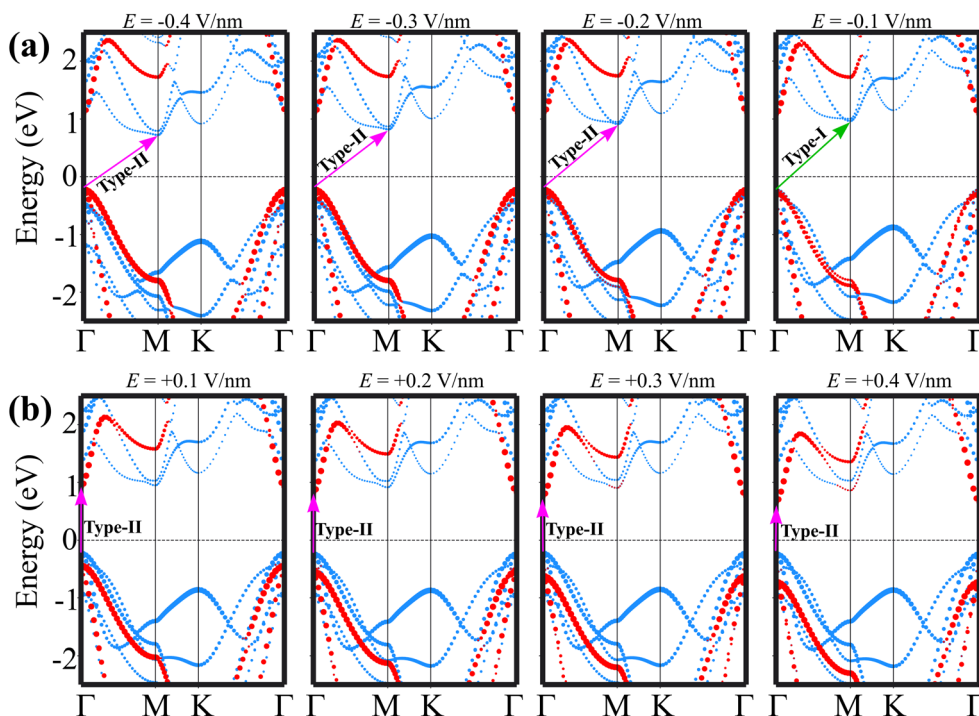 E = -0.4 V/nm
E = -0.3 V/nm
E = -0.2 V/nm
E = -0.1 V/nm
(a)
Energy (eV)
2
1
0
-1
-2
Type-II
Type-II
Type-II
Type-I
Γ M K Γ
Γ M K Γ
Γ M K Γ
Γ M K Γ
E = +0.1 V/nm
E = +0.2 V/nm
E = +0.3 V/nm
E = +0.4 V/nm
(b)
Energy (eV)
2
1
0
-1
-2
Type-II
Type-II
Type-II
Type-II
Γ M K Γ
Γ M K Γ
Γ M K Γ
Γ M K Γ